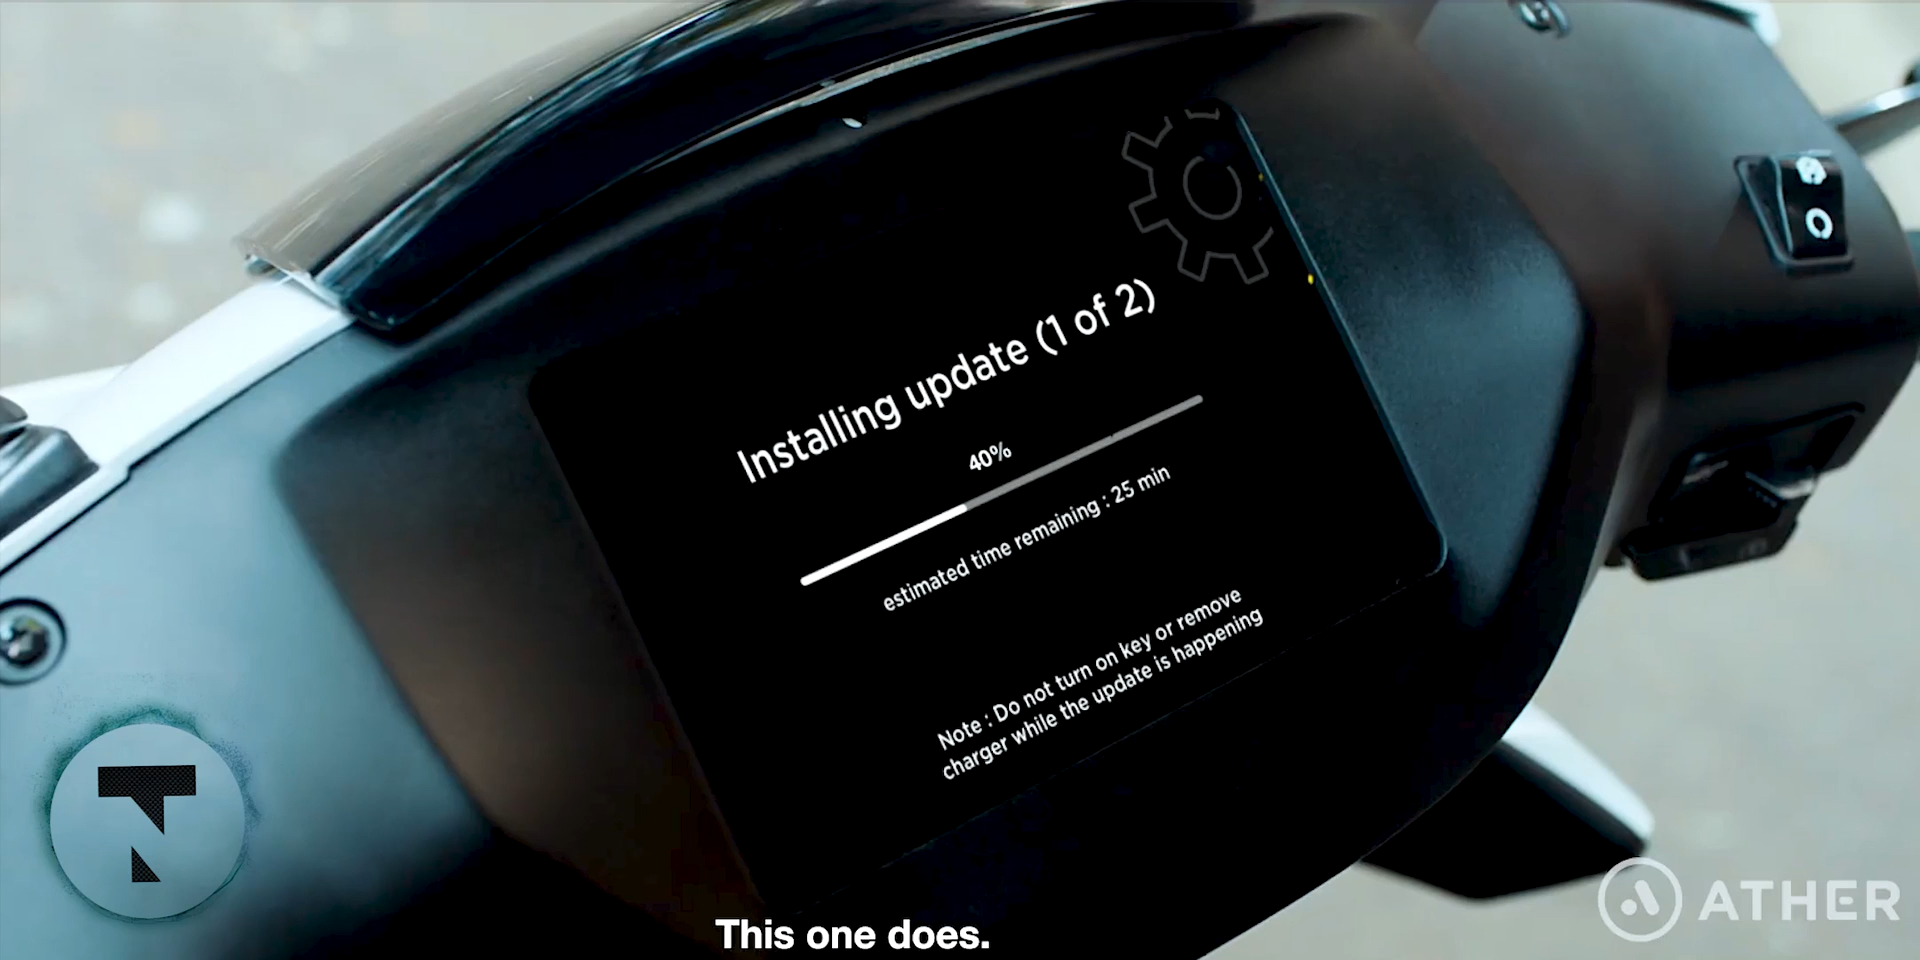 Installing update (1 of 2)
40%
estimated time remaining : 25 min
Note : Do not turn on key or remove
charger while the update is happening
This one does.
ATHER